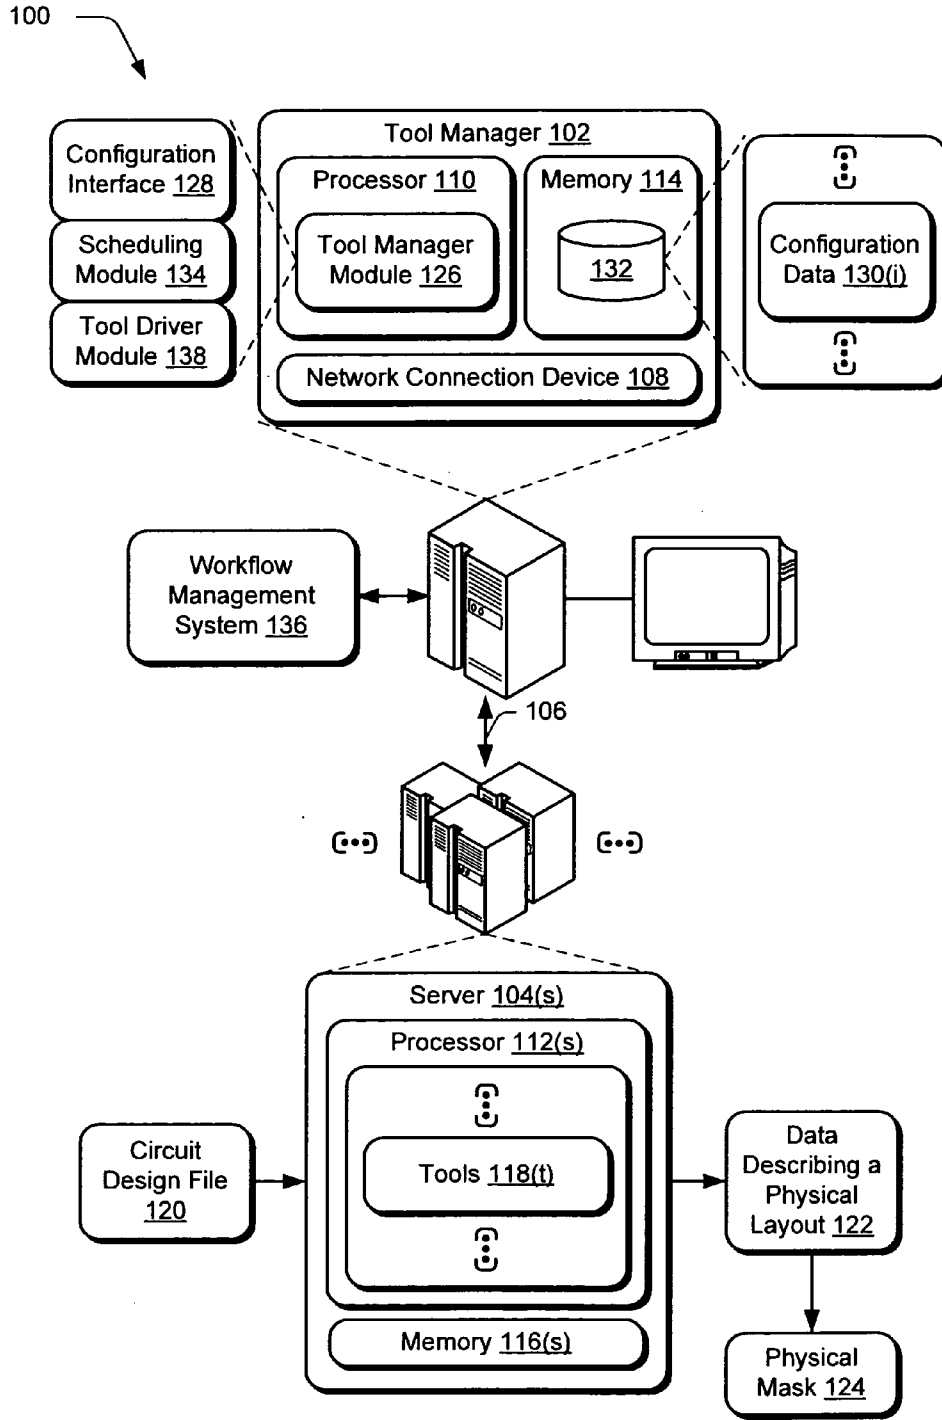 100
Tool Manager 102
Configuration
Interface 128
Scheduling
Module 134
Tool Driver
Module 138
Processor 110
Tool Manager
Module 126
Memory 114
132
Configuration
Data 130(i)
Network Connection Device 108
Workflow
Management
System 136
106
Server 104(s)
Processor 112(s)
Tools 118(t)
Memory 116(s)
Circuit
Design File
120
Data
Describing a
Physical
Layout 122
Physical
Mask 124